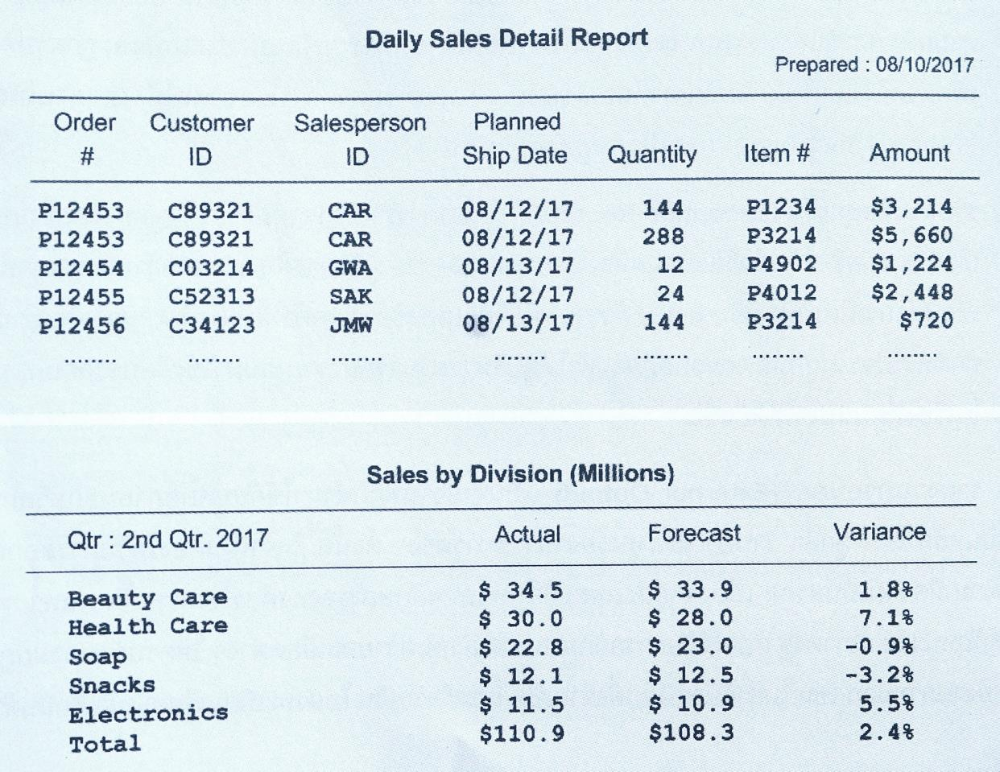 Daily Sales Detail Report
Prepared : 08/10/2017
Order Customer Salesperson Planned
# ID ID Ship Date Quantity Item # Amount
P12453 C89321 CAR 08/12/17 144 P1234 $3,214
P12453 C89321 CAR 08/12/17 288 P3214 $5,660
P12454 C03214 GWA 08/13/17 12 P4902 $1,224
P12455 C52313 SAK 08/12/17 24 P4012 $2,448
P12456 C34123 JMW 08/13/17 144 P3214 $720
........ ........ ........ ........ ........ ........ ........
Sales by Division (Millions)
Qtr : 2nd Qtr. 2017 Actual Forecast Variance
Beauty Care $ 34.5 $ 33.9 1.8%
Health Care $ 30.0 $ 28.0 7.1%
Soap $ 22.8 $ 23.0 -0.9%
Snacks $ 12.1 $ 12.5 -3.2%
Electronics $ 11.5 $ 10.9 5.5%
Total $110.9 $108.3 2.4%